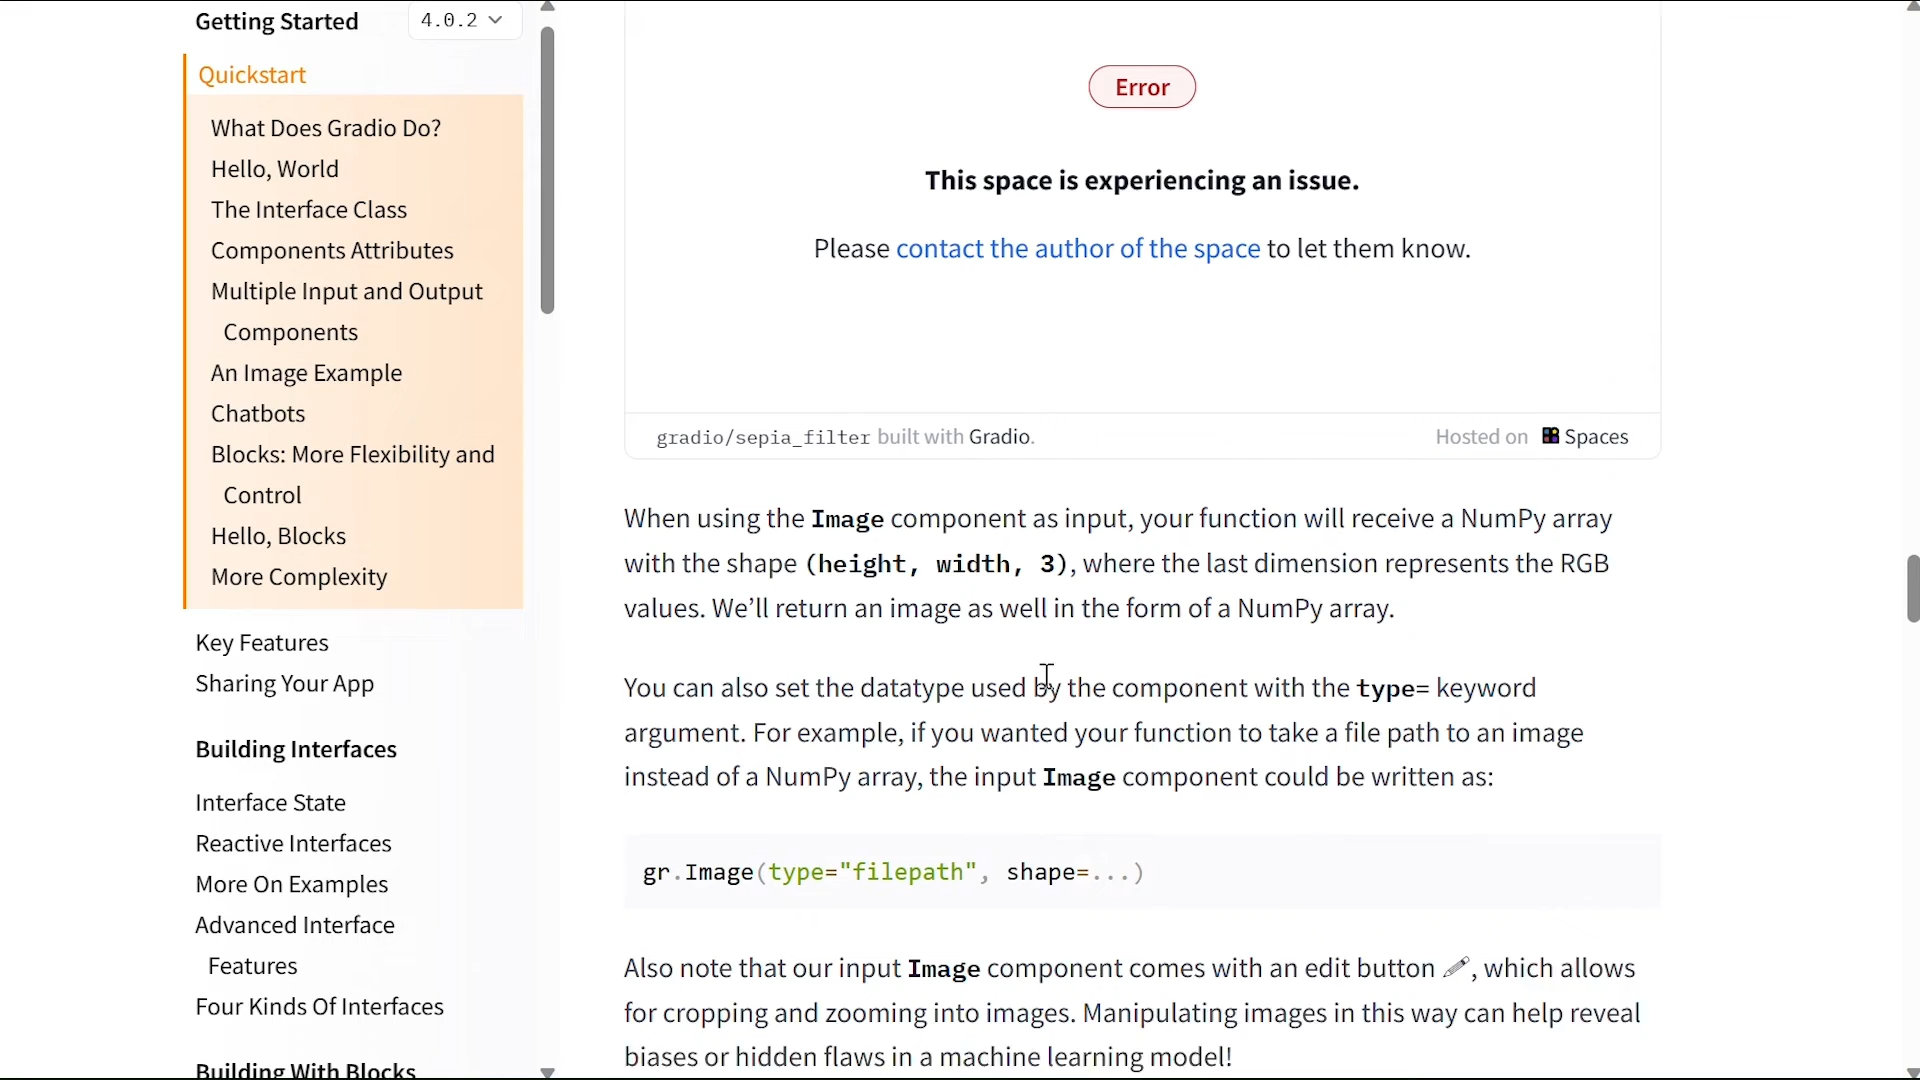 Getting Started
4.0.2
Quickstart
What Does Gradio Do?
Hello, World
The Interface Class
Components Attributes
Multiple Input and Output
Components
An Image Example
Chatbots
Blocks: More Flexibility and
Control
Hello, Blocks
More Complexity
Key Features
Sharing Your App
Building Interfaces
Interface State
Reactive Interfaces
More On Examples
Advanced Interface
Features
Four Kinds Of Interfaces
Building With Blocks
Error
This space is experiencing an issue.
Please contact the author of the space to let them know.
gradio/sepia_filter built with Gradio.
Hosted on Spaces
When using the Image component as input, your function will receive a NumPy array
with the shape (height, width, 3), where the last dimension represents the RGB
values. We’ll return an image as well in the form of a NumPy array.
You can also set the datatype used by the component with the type= keyword
argument. For example, if you wanted your function to take a file path to an image
instead of a NumPy array, the input Image component could be written as:
gr.Image(type="filepath", shape=...)
Also note that our input Image component comes with an edit button 🖉, which allows
for cropping and zooming into images. Manipulating images in this way can help reveal
biases or hidden flaws in a machine learning model!